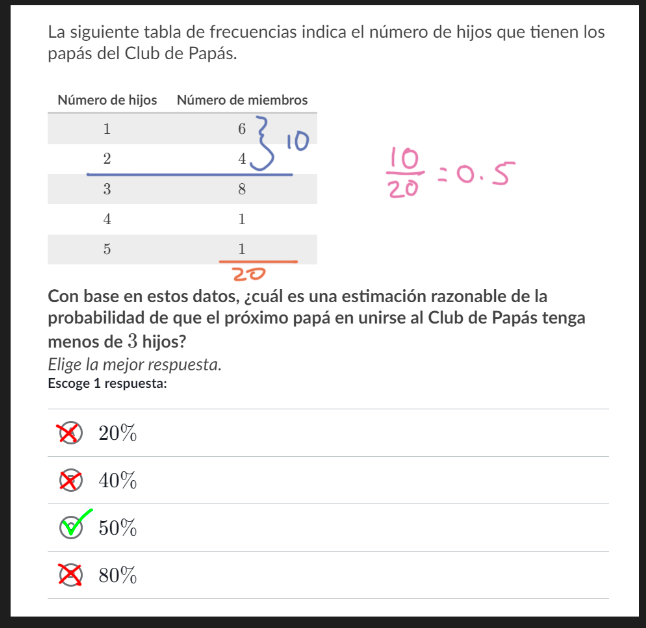 La siguiente tabla de frecuencias indica el número de hijos que tienen los
papás del Club de Papás.
Número de hijos Número de miembros
1 6
2 4 } 10
3 8
4 1
5 1
20
10/20 = 0.5
Con base en estos datos, ¿cuál es una estimación razonable de la
probabilidad de que el próximo papá en unirse al Club de Papás tenga
menos de 3 hijos?
Elige la mejor respuesta.
Escoge 1 respuesta:
20%
40%
50%
80%